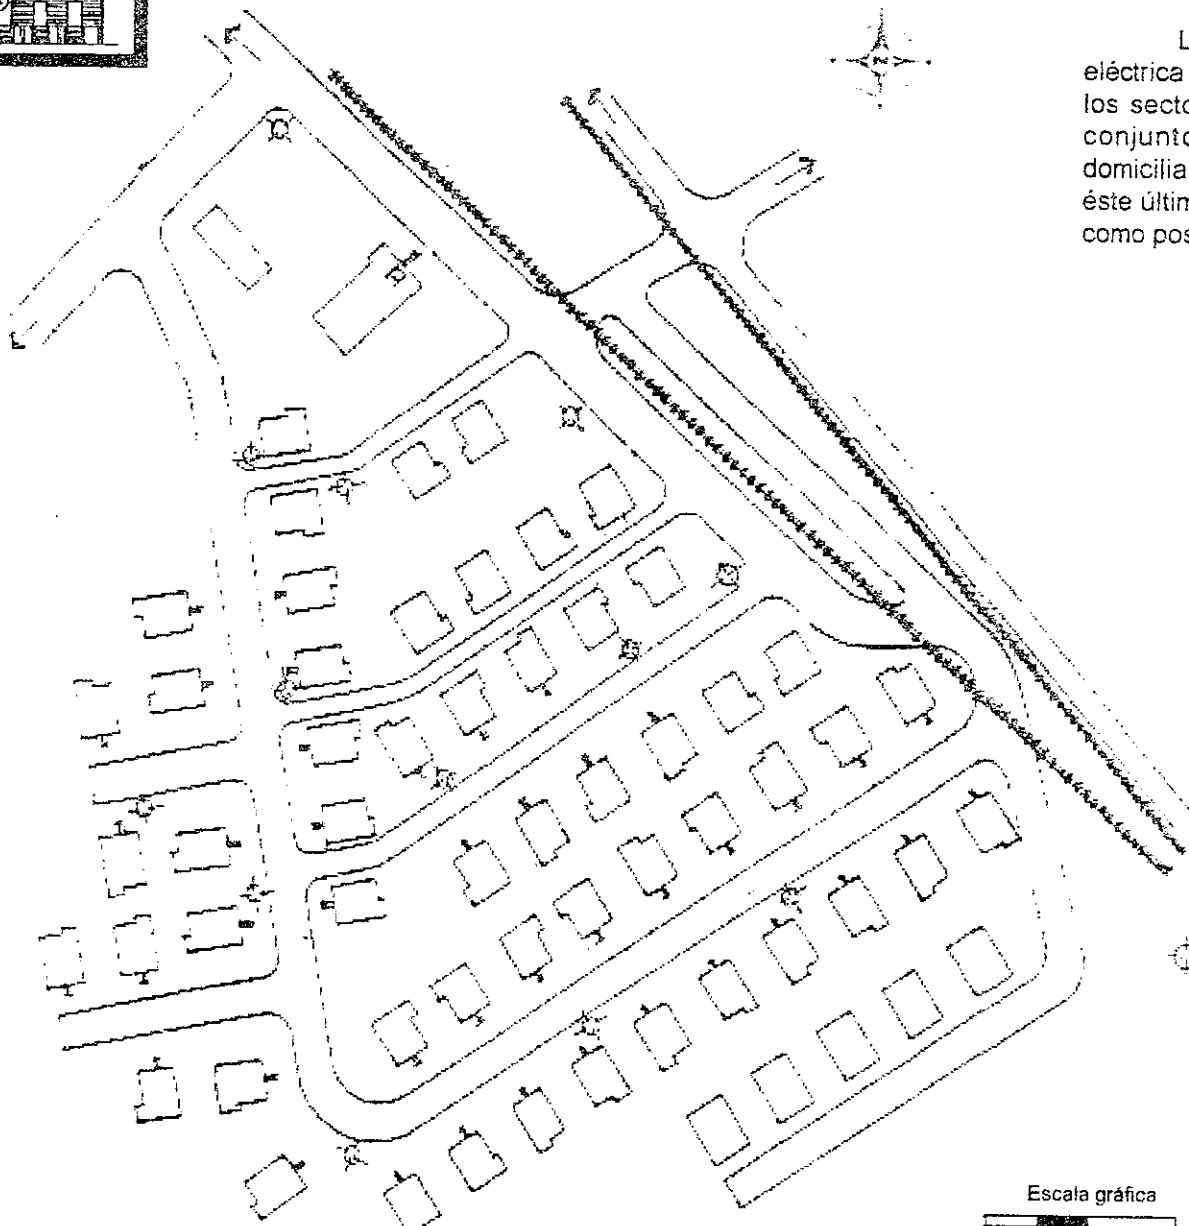 L
eléctrica
los secto
conjunto
domicilia
éste últim
como pos
Escala gráfica